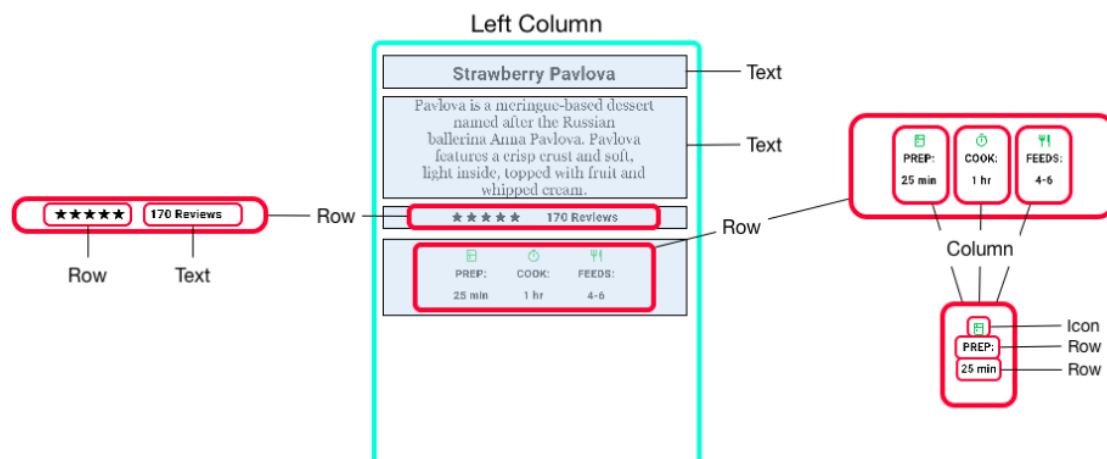 Left Column
Strawberry Pavlova
Text
Pavlova is a meringue-based dessert
named after the Russian
ballerina Anna Pavlova. Pavlova
features a crisp crust and soft,
light inside, topped with fruit and
whipped cream.
Text
★★★★★ 170 Reviews
Row
Text
Row
★★★★★ 170 Reviews
PREP:
25 min
COOK:
1 hr
FEEDS:
4-6
Row
PREP:
25 min
COOK:
1 hr
FEEDS:
4-6
Column
PREP:
25 min
Icon
Row
Row